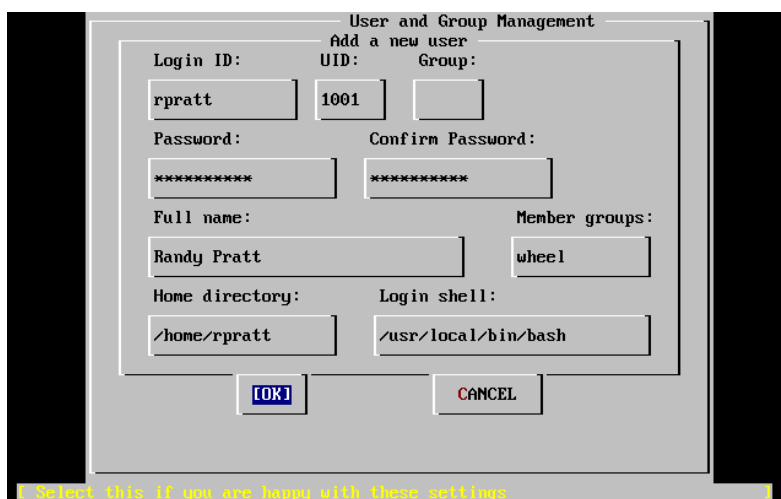 User and Group Management
Add a new user
Login ID: UID: Group:
rpratt 1001
Password: Confirm Password:
********** **********
Full name: Member groups:
Randy Pratt wheel
Home directory: Login shell:
/home/rpratt /usr/local/bin/bash
[OK] CANCEL
[ Select this if you are happy with these settings ]